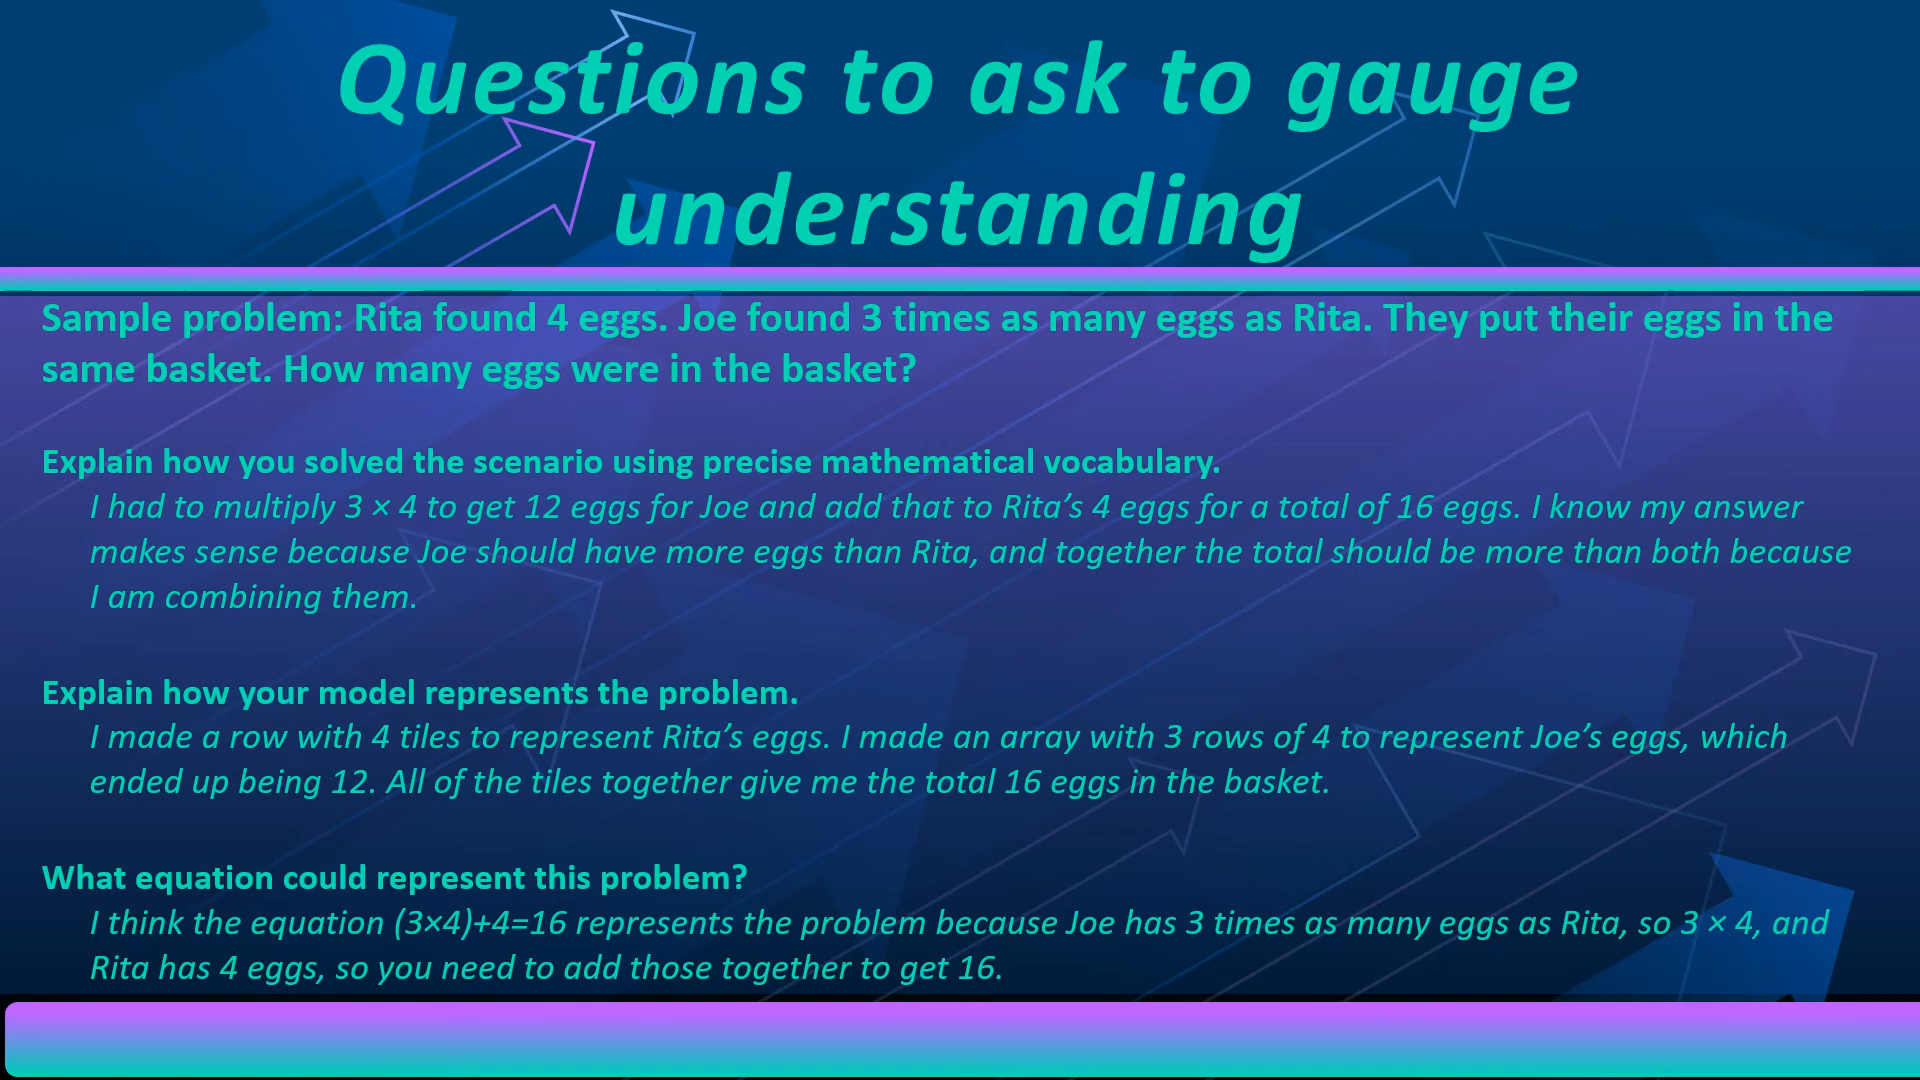 Questions to ask to gauge
understanding
Sample problem: Rita found 4 eggs. Joe found 3 times as many eggs as Rita. They put their eggs in the
same basket. How many eggs were in the basket?
Explain how you solved the scenario using precise mathematical vocabulary.
I had to multiply 3 × 4 to get 12 eggs for Joe and add that to Rita’s 4 eggs for a total of 16 eggs. I know my answer
makes sense because Joe should have more eggs than Rita, and together the total should be more than both because
I am combining them.
Explain how your model represents the problem.
I made a row with 4 tiles to represent Rita’s eggs. I made an array with 3 rows of 4 to represent Joe’s eggs, which
ended up being 12. All of the tiles together give me the total 16 eggs in the basket.
What equation could represent this problem?
I think the equation (3×4)+4=16 represents the problem because Joe has 3 times as many eggs as Rita, so 3 × 4, and
Rita has 4 eggs, so you need to add those together to get 16.